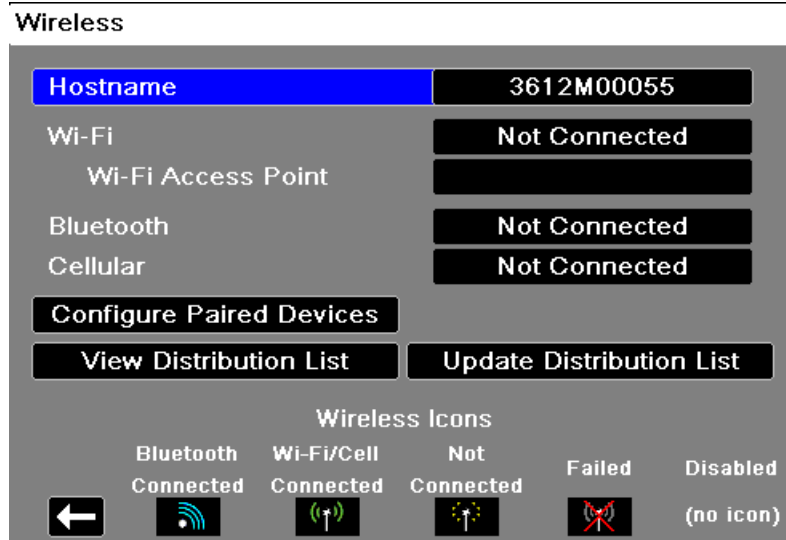 Wireless
Hostname 3612M00055
Wi-Fi Not Connected
Wi-Fi Access Point
Bluetooth Not Connected
Cellular Not Connected
Configure Paired Devices
View Distribution List Update Distribution List
Wireless Icons
Bluetooth Connected Wi-Fi/Cell Connected Not Connected Failed Disabled (no icon)